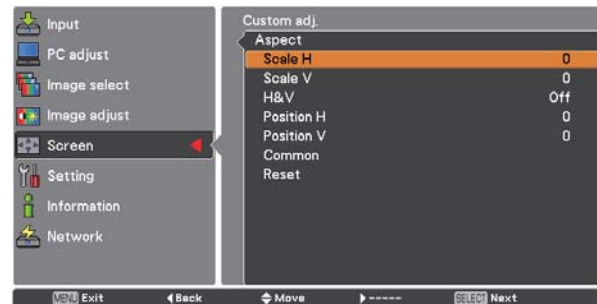 Input
PC adjust
Image select
Image adjust
Screen
Setting
Information
Network
Custom adj.
Aspect
Scale H 0
Scale V 0
H&V Off
Position H 0
Position V 0
Common
Reset
MENU Exit ◀Back Move ▶----- SELECT Next